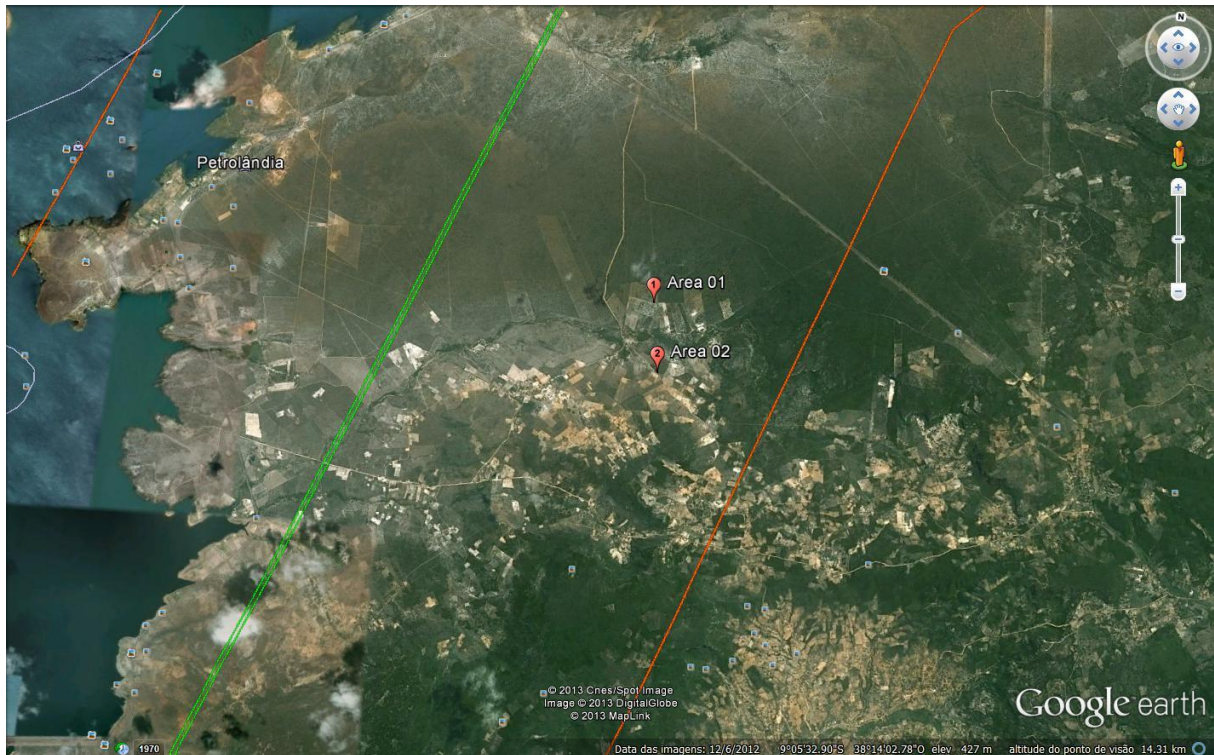 N
Petrolândia
1 Area 01
2 Area 02
© 2013 Cnes/Spot Image
Image © 2013 DigitalGlobe
© 2013 MapLink
Google earth
1970
Data das imagens: 12/6/2012 9°05'32.90"S 38°14'02.78"O elev 427 m altitude do ponto de visão 14.31 km